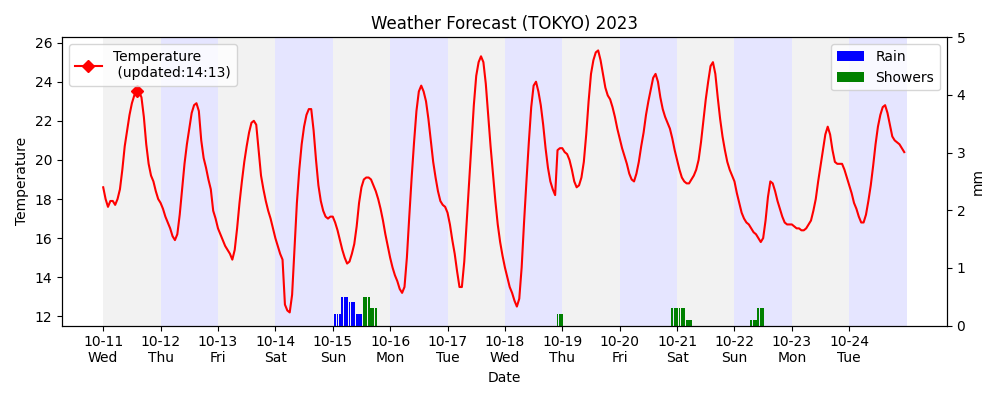 Weather Forecast (TOKYO) 2023
Temperature
(updated:14:13)
Rain
Showers
Temperature
26
24
22
20
18
16
14
12
5
4
3
2
1
0
mm
10-11 10-12 10-13 10-14 10-15 10-16 10-17 10-18 10-19 10-20 10-21 10-22 10-23 10-24
Wed Thu Fri Sat Sun Mon Tue Wed Thu Fri Sat Sun Mon Tue
Date